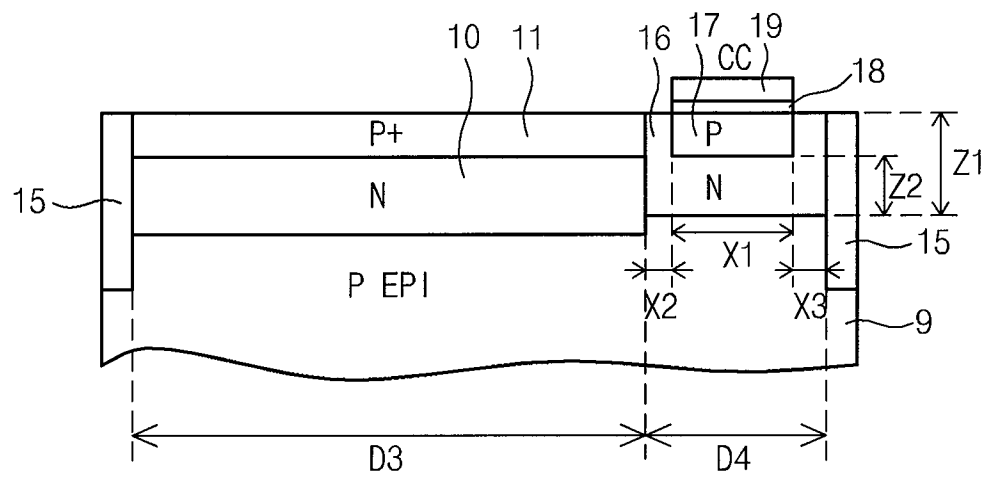 10 11 16 17 CC 19
18
P+ P
Z1
N N Z2
15
15
X1
P EPI
X2 X3
9
D3 D4